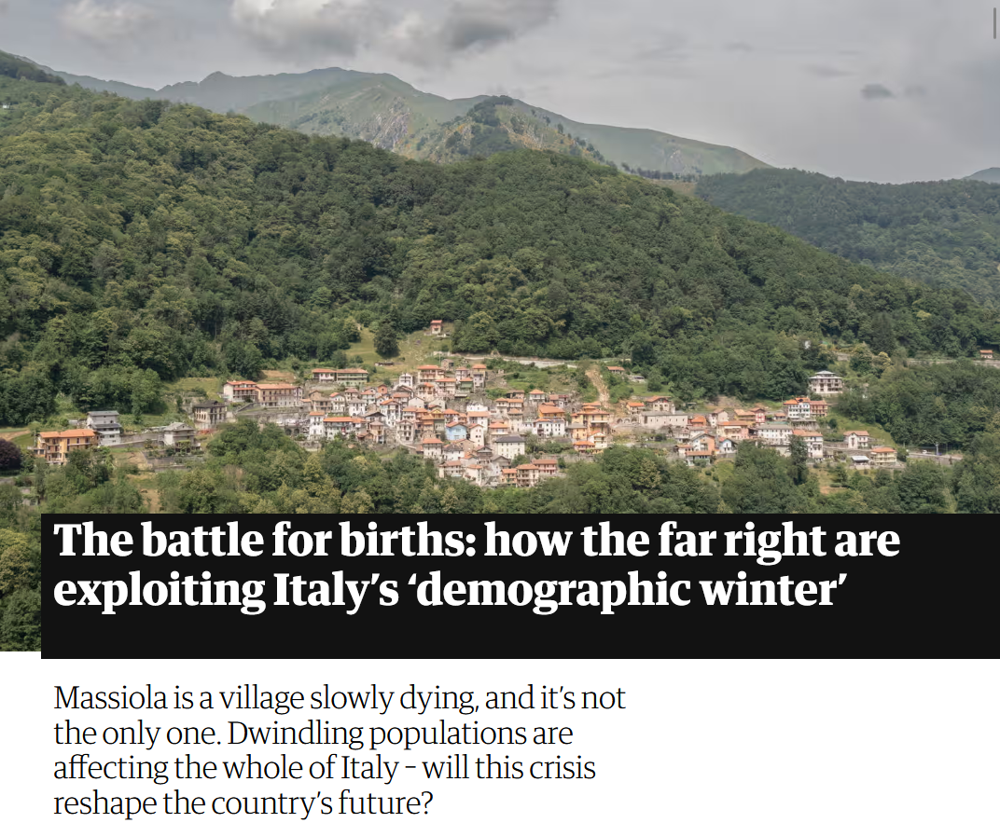 The battle for births: how the far right are
exploiting Italy’s ‘demographic winter’
Massiola is a village slowly dying, and it’s not
the only one. Dwindling populations are
affecting the whole of Italy – will this crisis
reshape the country’s future?